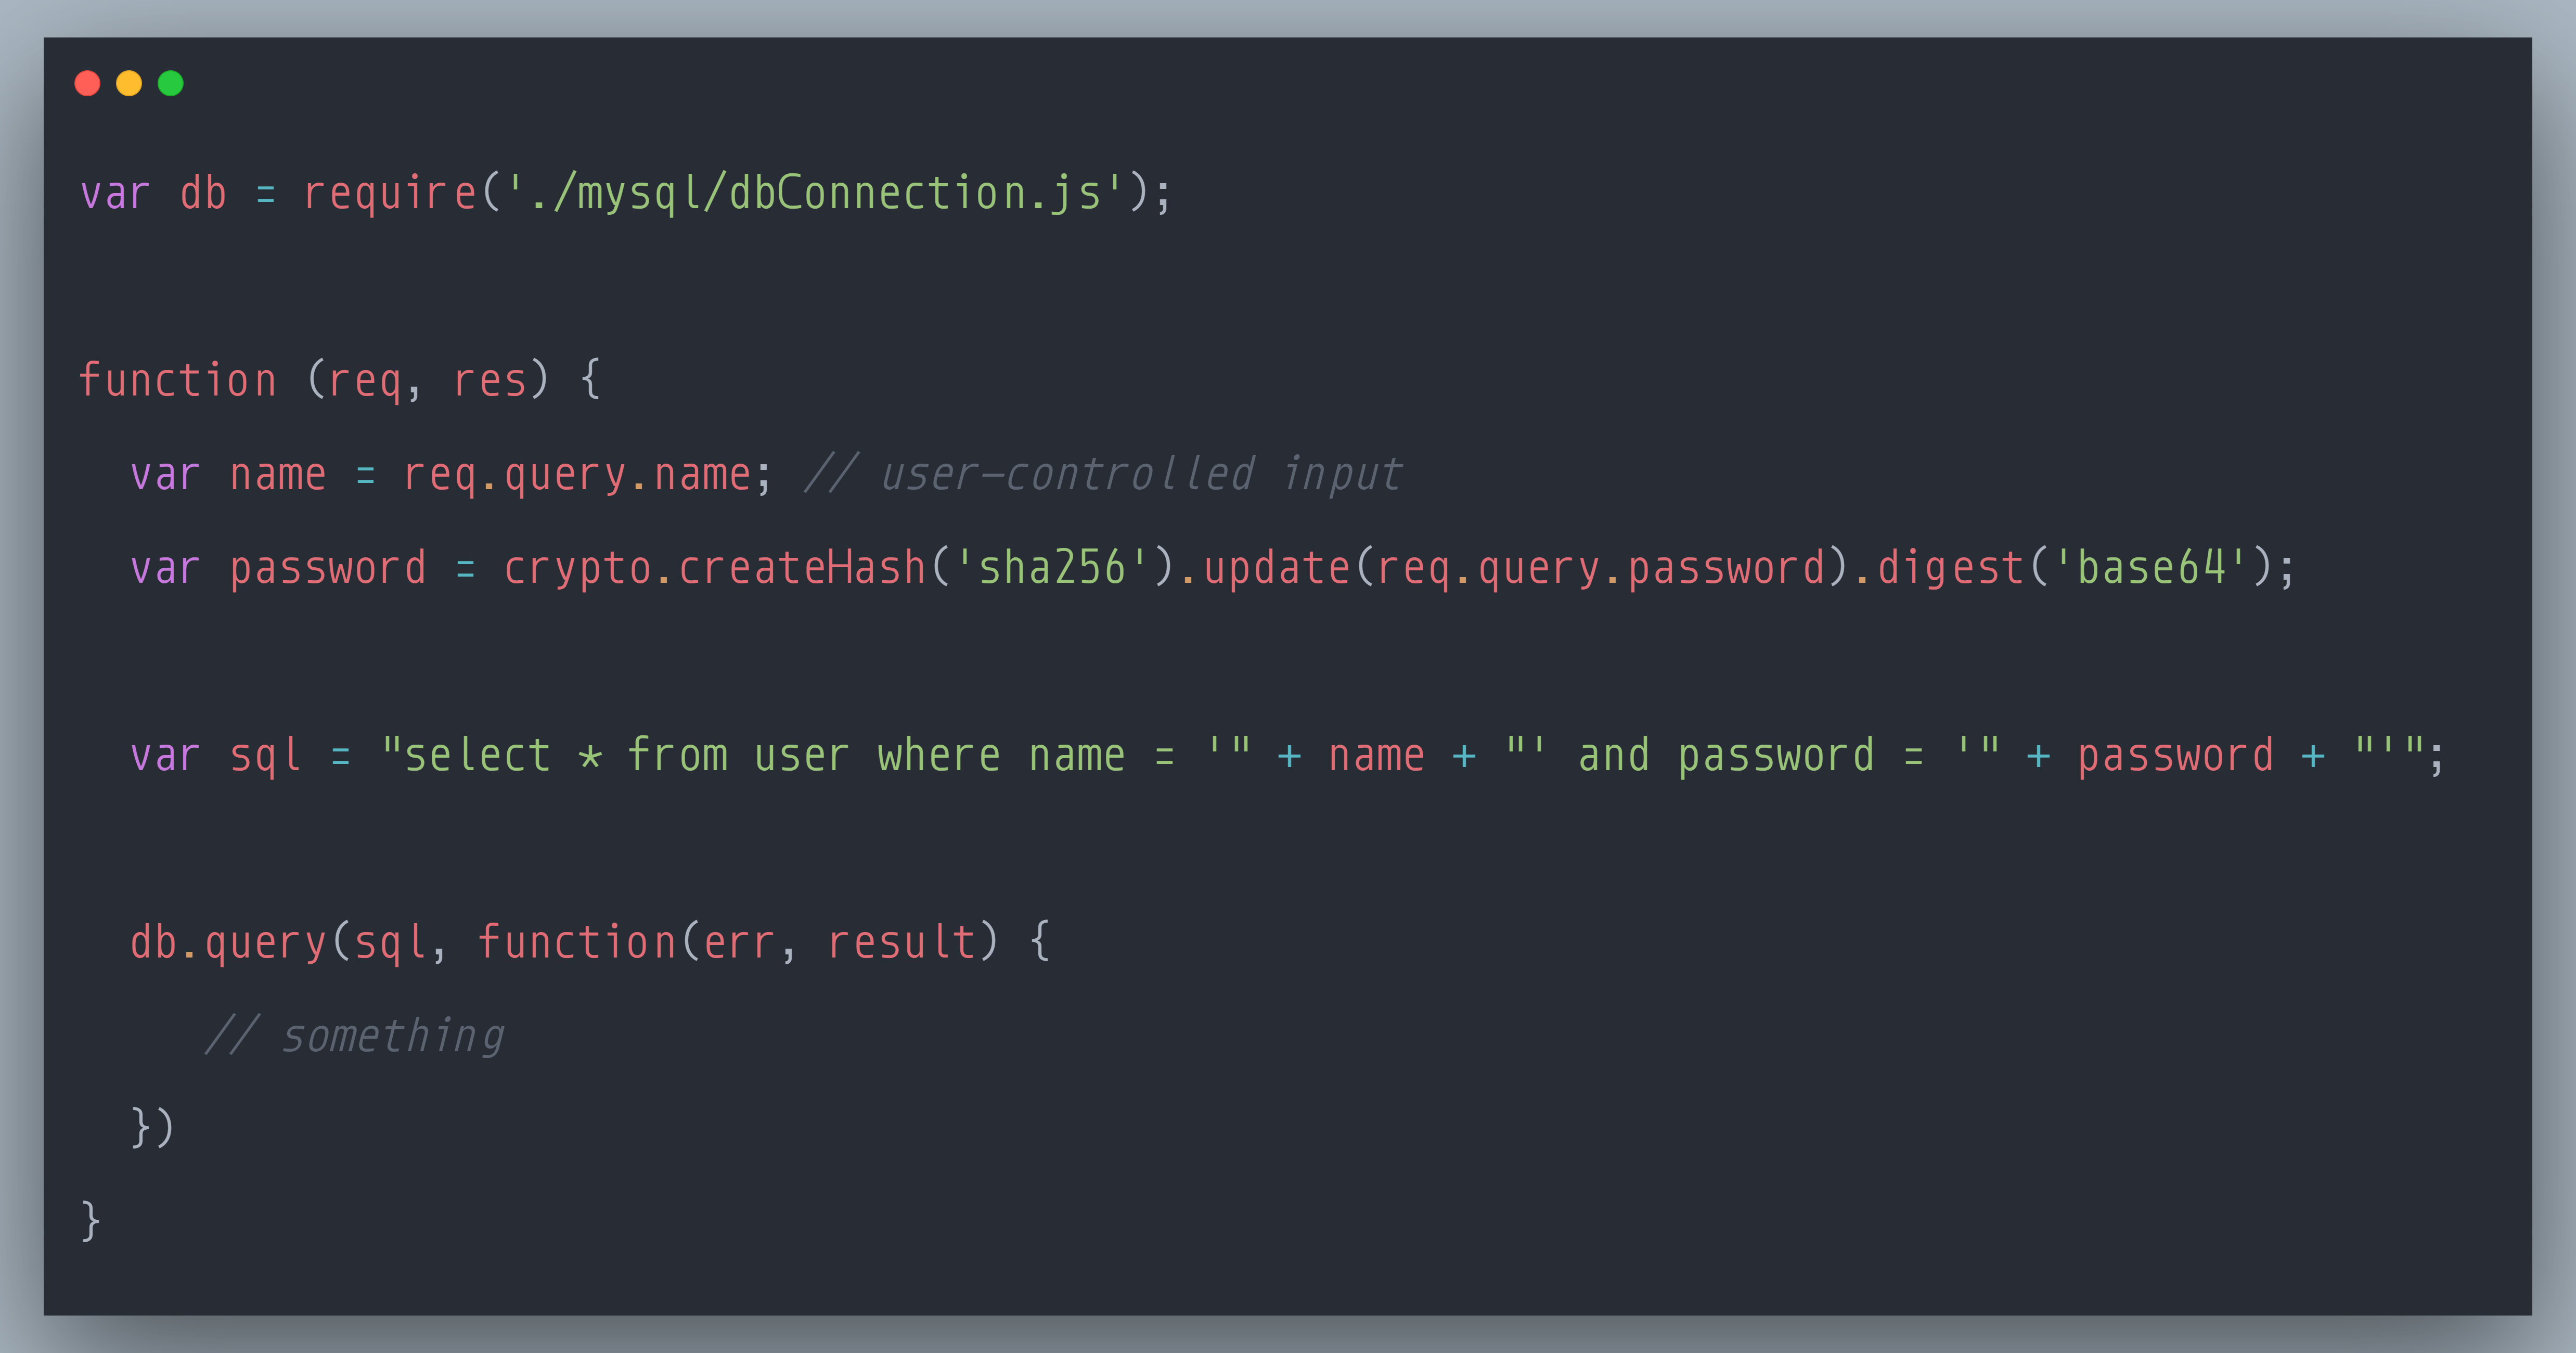 var db = require('./mysql/dbConnection.js');
function (req, res) {
  var name = req.query.name; // user-controlled input
  var password = crypto.createHash('sha256').update(req.query.password).digest('base64');
  var sql = "select * from user where name = '" + name + "' and password = '" + password + "'";
  db.query(sql, function(err, result) {
     // something
  })
}